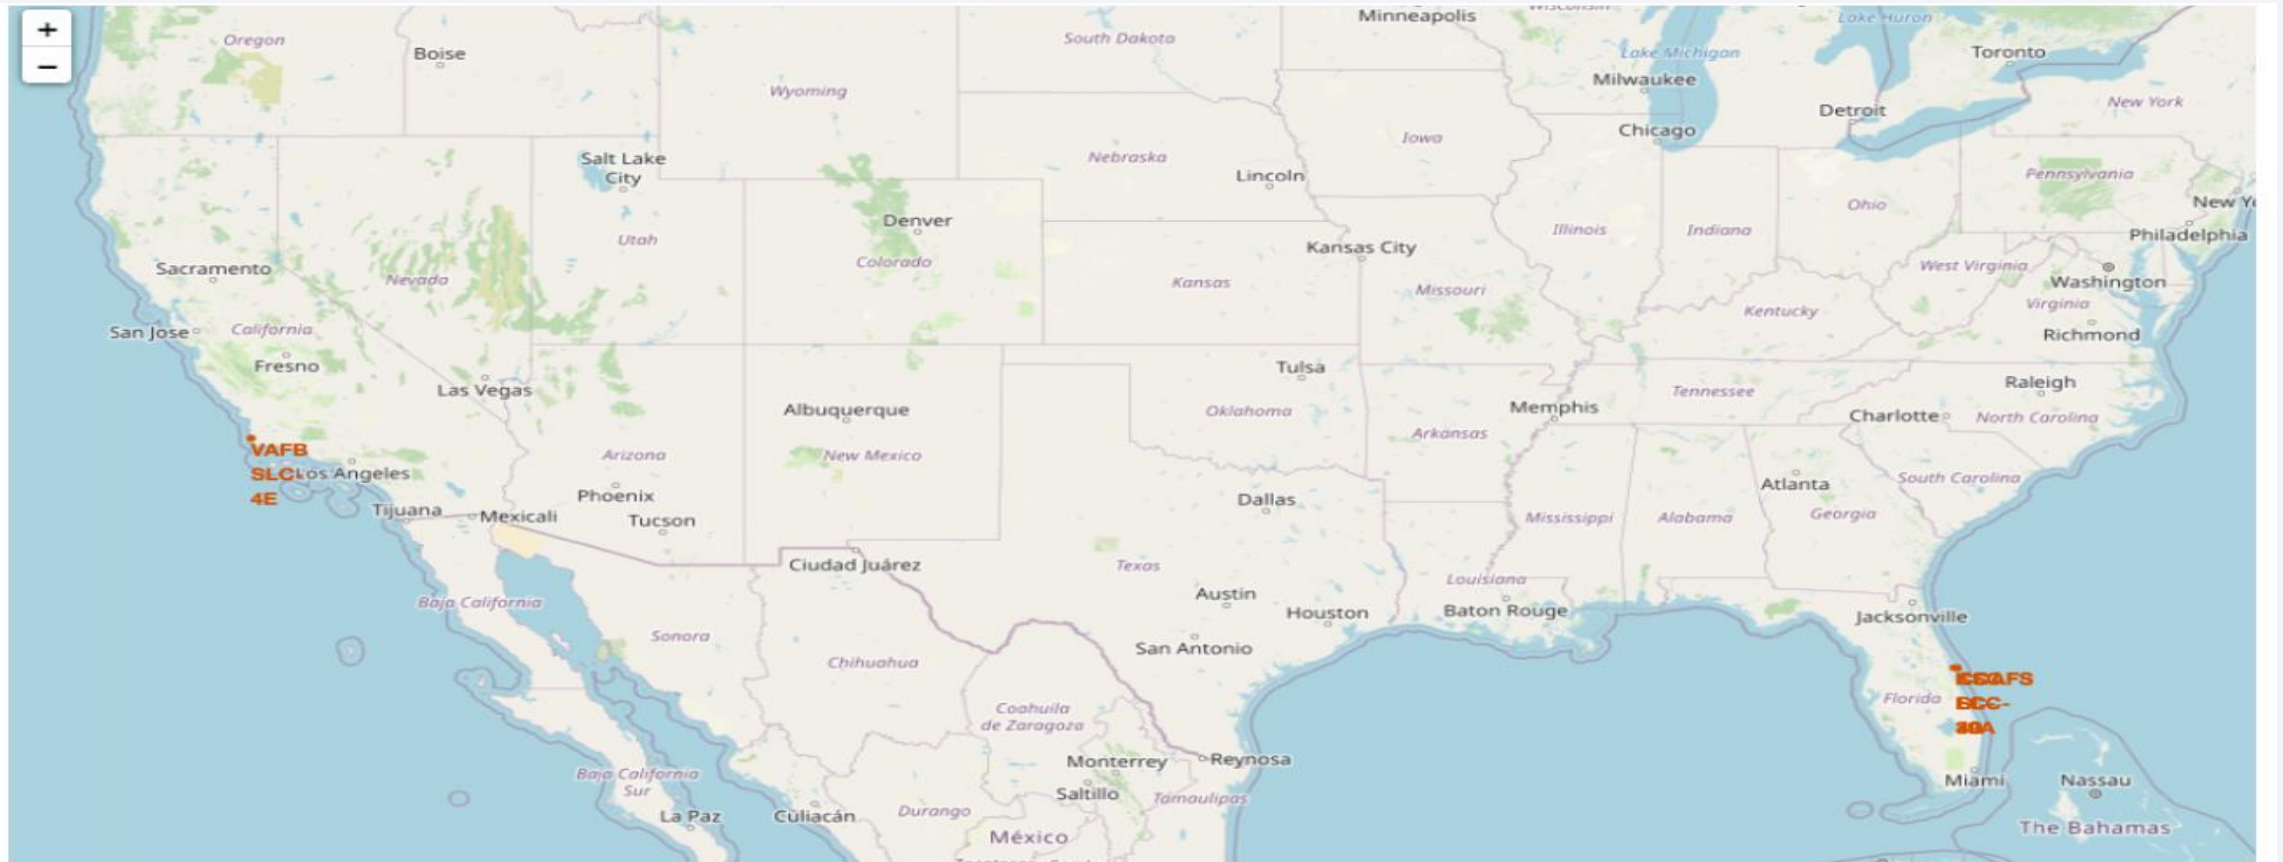 +
−
Minneapolis
Wisconsin
Lake Huron
Oregon
Boise
South Dakota
Lake Michigan
Toronto
Milwaukee
Wyoming
Detroit
New York
Chicago
Iowa
Salt Lake
City
Nebraska
Lincoln
Pennsylvania
Ohio
Denver
Utah
Colorado
Kansas City
Illinois
Indiana
Philadelphia
Sacramento
Nevada
Kansas
Missouri
West Virginia
Washington
Virginia
Kentucky
San Jose
California
Richmond
Fresno
Las Vegas
Tulsa
Tennessee
Raleigh
Albuquerque
Oklahoma
Memphis
Charlotte
North Carolina
Arkansas
VAFB
SLC-
4E
Los Angeles
Arizona
New Mexico
South Carolina
Atlanta
Phoenix
Dallas
Tijuana
Mexicali
Tucson
Mississippi
Alabama
Georgia
Ciudad Juárez
Texas
Louisiana
Austin
Baja California
Houston
Baton Rouge
Jacksonville
Sonora
San Antonio
Chihuahua
Florida
Coahuila
de Zaragoza
Monterrey
Reynosa
Baja California
Sur
Miami
Nassau
Saltillo
Tamaulipas
La Paz
Culiacán
Durango
México
The Bahamas